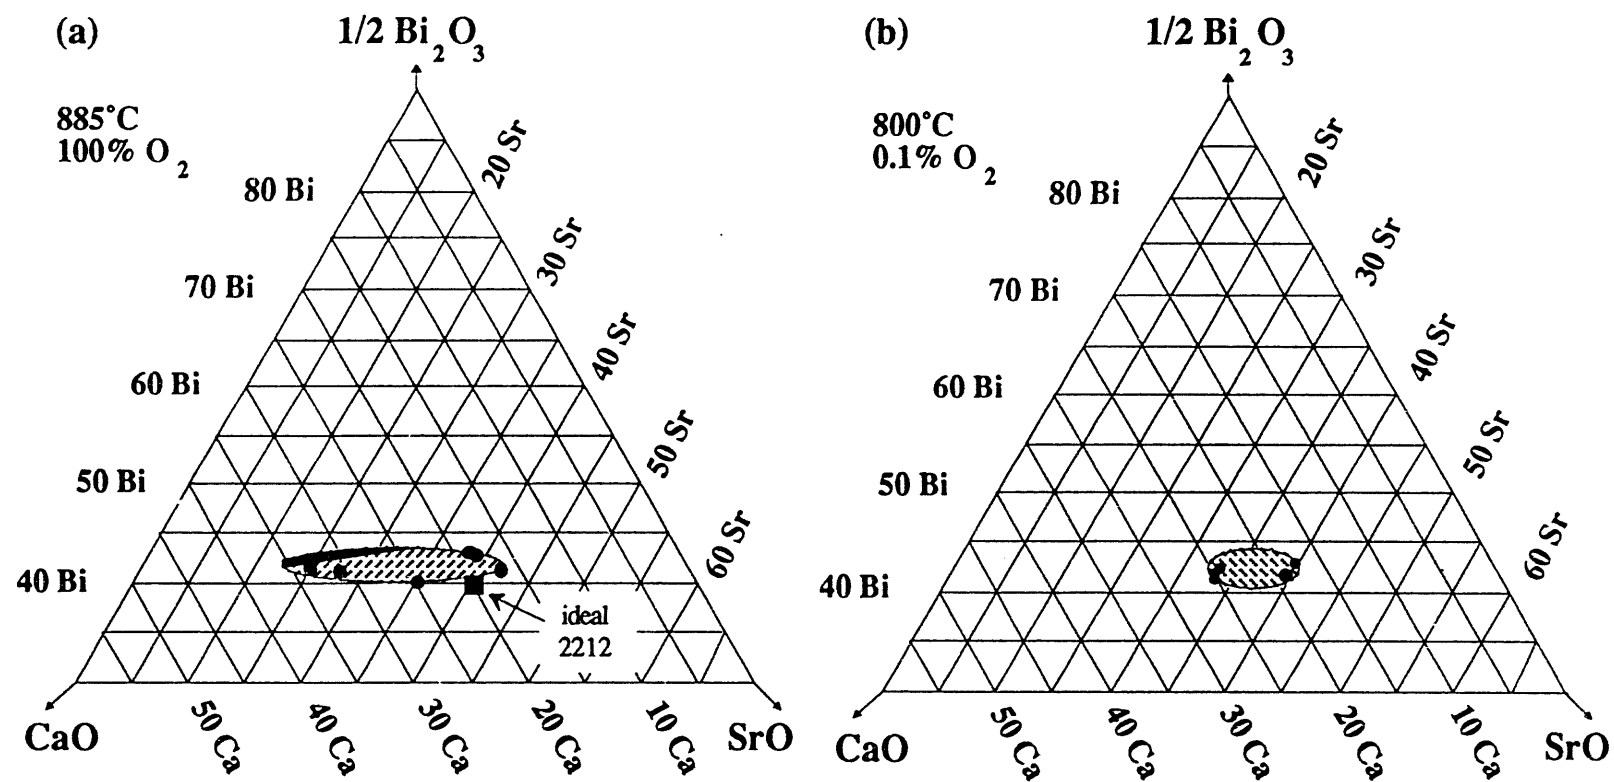 (a)
1/2 Bi2O3
885°C
100% O2
80 Bi
70 Bi
60 Bi
50 Bi
40 Bi
20 Sr
30 Sr
40 Sr
50 Sr
60 Sr
ideal
2212
50 Ca
40 Ca
30 Ca
20 Ca
10 Ca
CaO
SrO
(b)
1/2 Bi2O3
800°C
0.1% O2
80 Bi
70 Bi
60 Bi
50 Bi
40 Bi
20 Sr
30 Sr
40 Sr
50 Sr
60 Sr
50 Ca
40 Ca
30 Ca
20 Ca
10 Ca
CaO
SrO